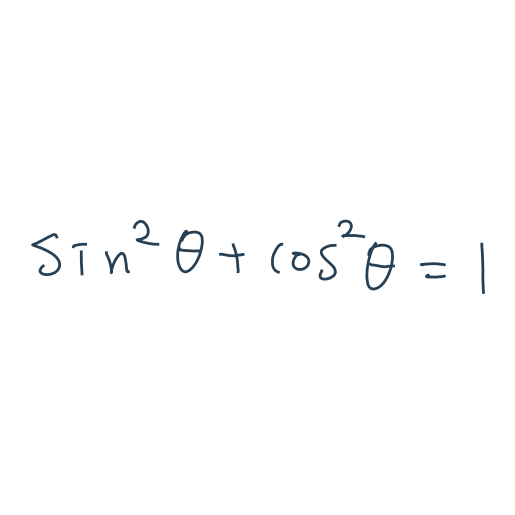 sin²θ + cos²θ = 1